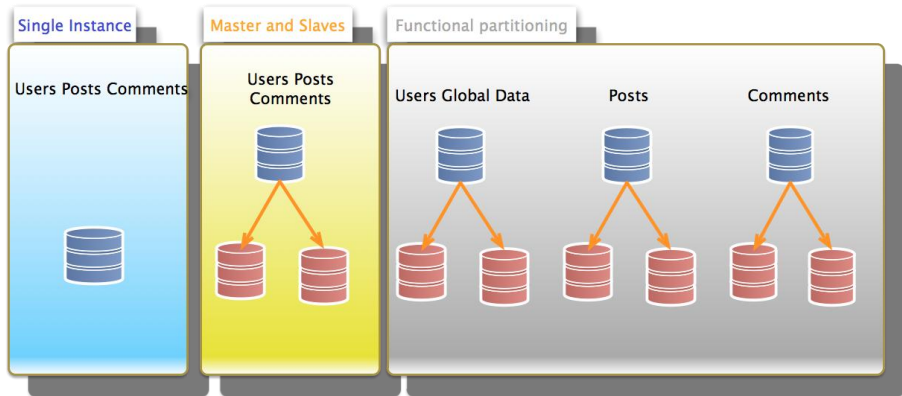 Single Instance
Master and Slaves
Functional partitioning
Users Posts Comments
Users Posts
Comments
Users Global Data
Posts
Comments